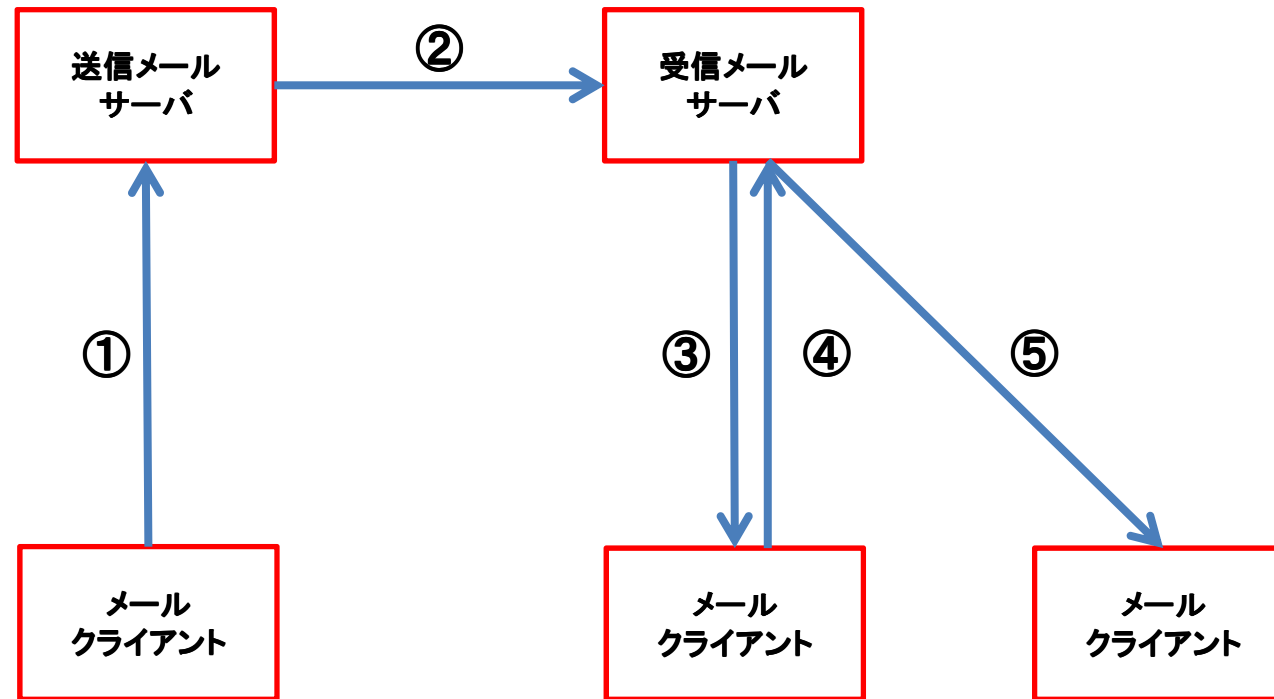 送信メール
サーバ
②
受信メール
サーバ
①
③
④
⑤
メール
クライアント
メール
クライアント
メール
クライアント